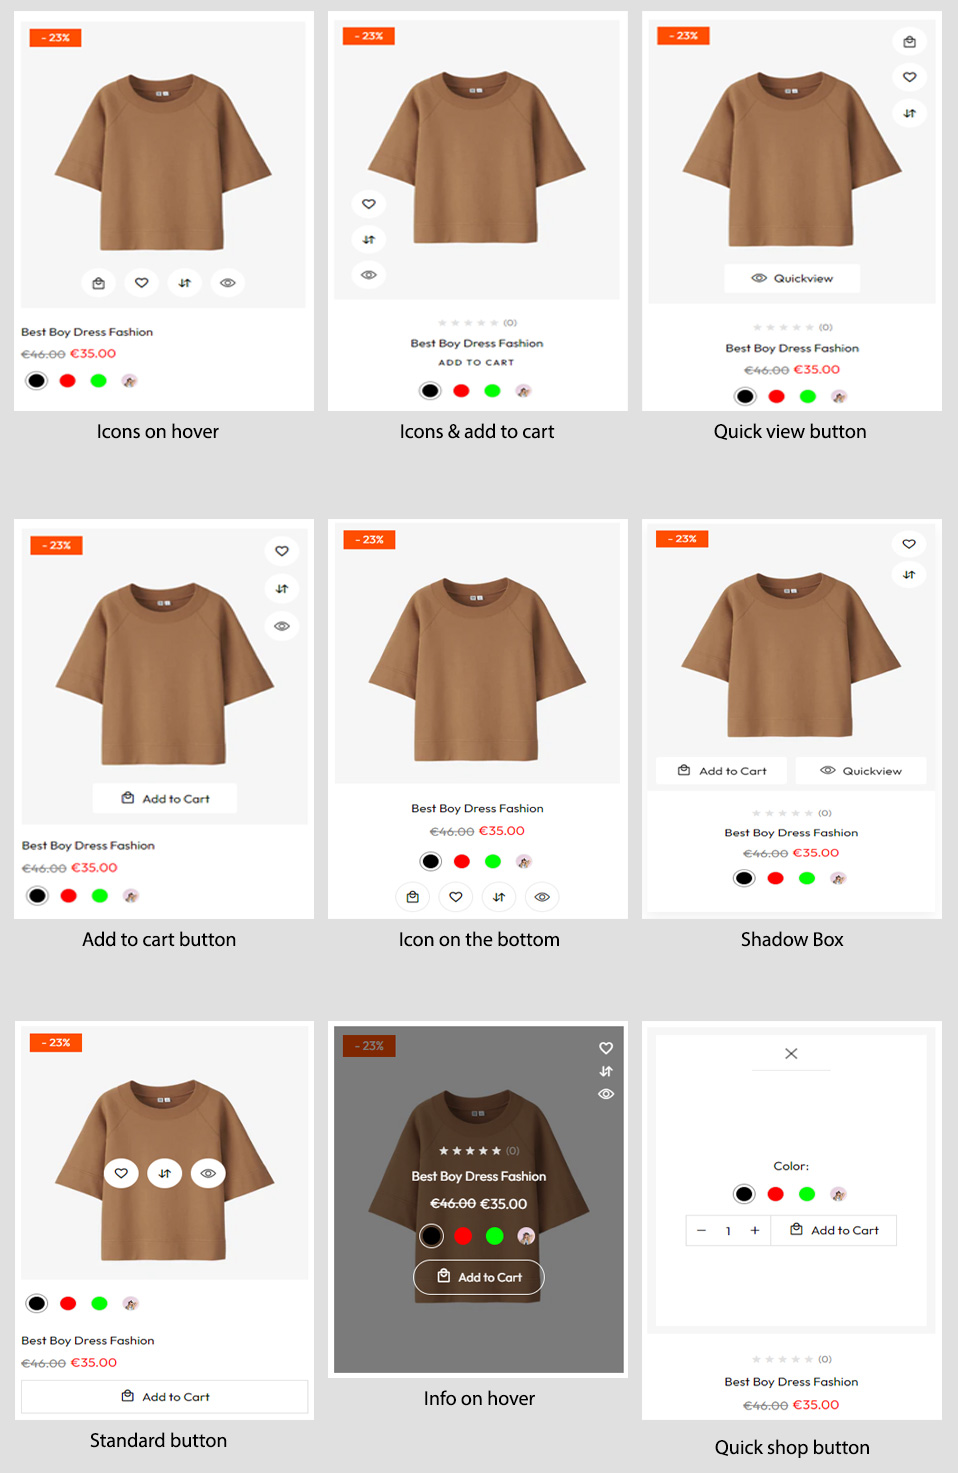 - 23%
- 23%
- 23%
Quickview
Best Boy Dress Fashion
€46.00 €35.00
(0)
Best Boy Dress Fashion
ADD TO CART
(0)
Best Boy Dress Fashion
€46.00 €35.00
Icons on hover
Icons & add to cart
Quick view button
- 23%
- 23%
- 23%
Add to Cart
Add to Cart
Quickview
Best Boy Dress Fashion
€46.00 €35.00
Best Boy Dress Fashion
€46.00 €35.00
(0)
Best Boy Dress Fashion
€46.00 €35.00
Add to cart button
Icon on the bottom
Shadow Box
- 23%
Best Boy Dress Fashion
€46.00 €35.00
Add to Cart
Standard button
- 23%
(0)
Best Boy Dress Fashion
€46.00 €35.00
Add to Cart
Info on hover
Color:
− 1 + Add to Cart
(0)
Best Boy Dress Fashion
€46.00 €35.00
Quick shop button